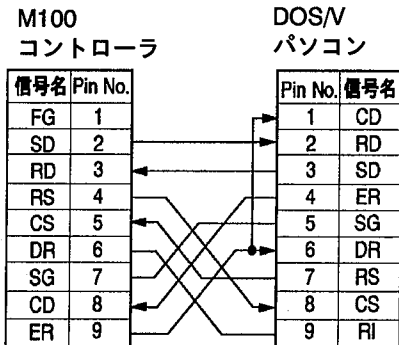 M100
コントローラ
DOS/V
パソコン
信号名 Pin No.
FG 1
SD 2
RD 3
RS 4
CS 5
DR 6
SG 7
CD 8
ER 9
Pin No. 信号名
1 CD
2 RD
3 SD
4 ER
5 SG
6 DR
7 RS
8 CS
9 RI